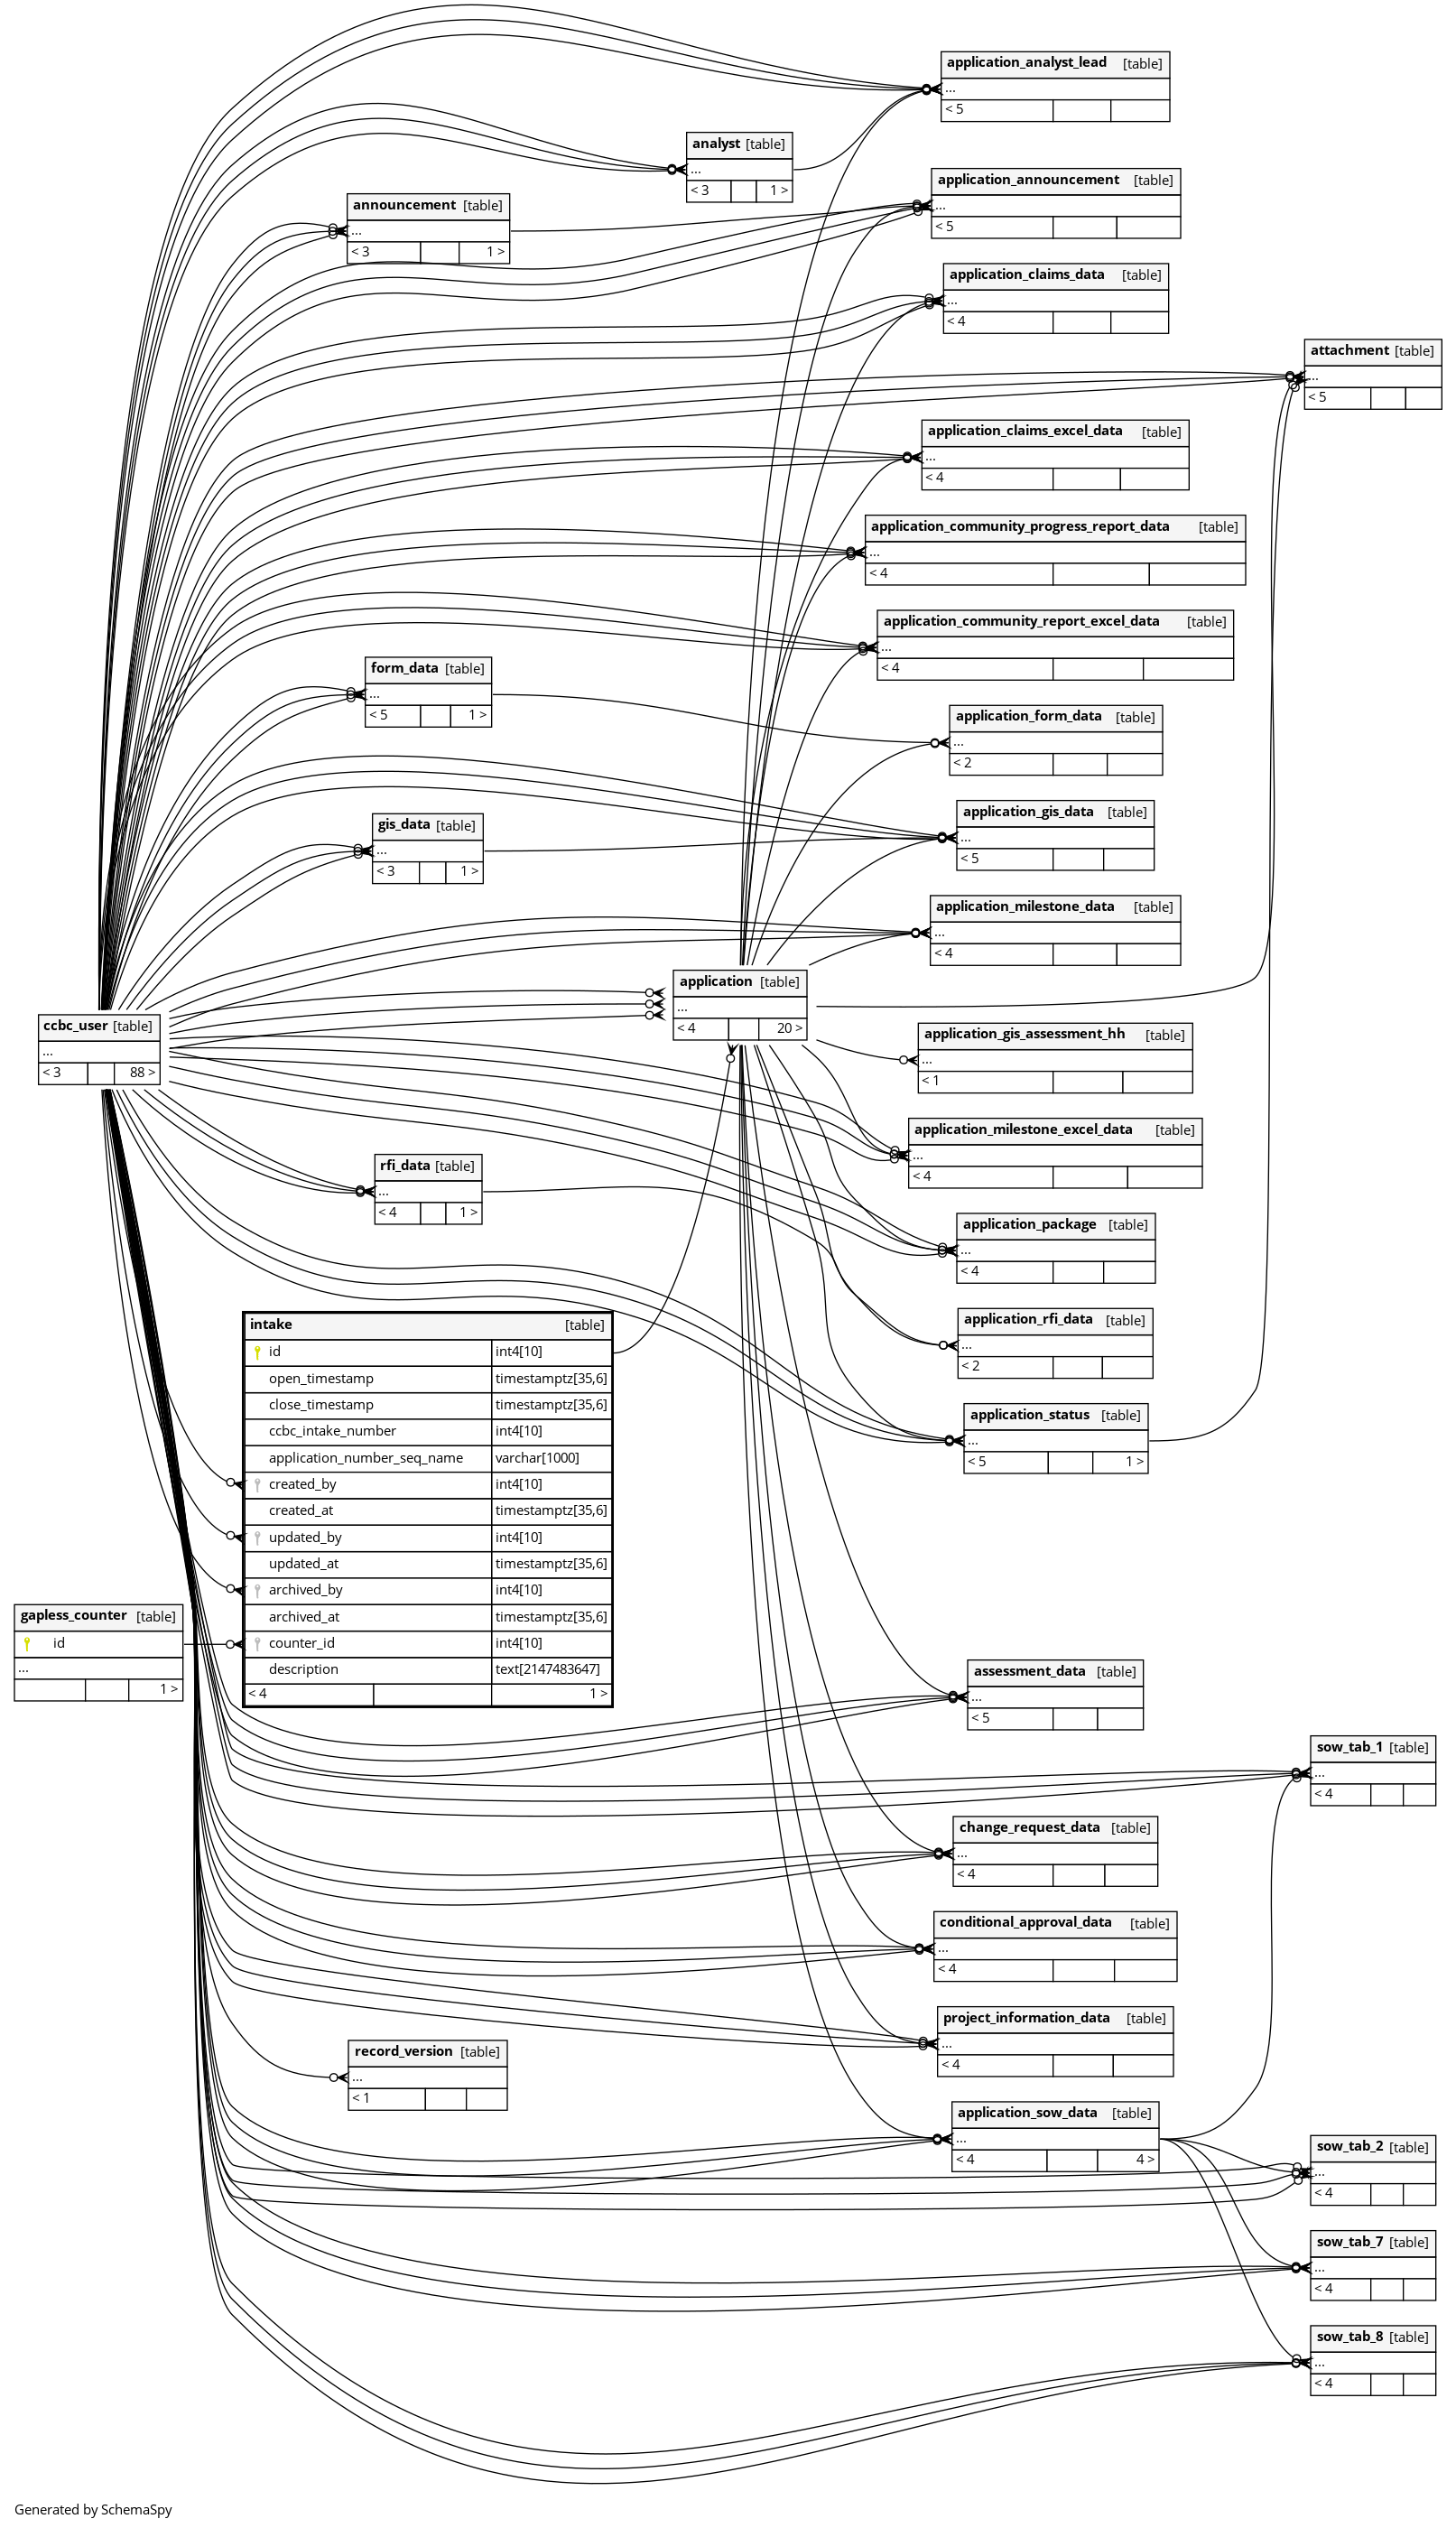 application_analyst_lead [table]
...
< 5
analyst [table]
...
< 3 1 >
application_announcement [table]
...
< 5
announcement [table]
...
< 3 1 >
application_claims_data [table]
...
< 4
attachment [table]
...
< 5
application_claims_excel_data [table]
...
< 4
application_community_progress_report_data [table]
...
< 4
application_community_report_excel_data [table]
...
< 4
form_data [table]
...
< 5 1 >
application_form_data [table]
...
< 2
application_gis_data [table]
...
< 5
gis_data [table]
...
< 3 1 >
application_milestone_data [table]
...
< 4
application [table]
...
< 4 20 >
ccbc_user [table]
...
< 3 88 >
application_gis_assessment_hh [table]
...
< 1
application_milestone_excel_data [table]
...
< 4
rfi_data [table]
...
< 4 1 >
application_package [table]
...
< 4
application_rfi_data [table]
...
< 2
intake [table]
id int4[10]
open_timestamp timestamptz[35,6]
close_timestamp timestamptz[35,6]
ccbc_intake_number int4[10]
application_number_seq_name varchar[1000]
created_by int4[10]
created_at timestamptz[35,6]
updated_by int4[10]
updated_at timestamptz[35,6]
archived_by int4[10]
archived_at timestamptz[35,6]
counter_id int4[10]
description text[2147483647]
< 4 1 >
application_status [table]
...
< 5 1 >
gapless_counter [table]
id
...
1 >
assessment_data [table]
...
< 5
sow_tab_1 [table]
...
< 4
change_request_data [table]
...
< 4
conditional_approval_data [table]
...
< 4
project_information_data [table]
...
< 4
record_version [table]
...
< 1
application_sow_data [table]
...
< 4 4 >
sow_tab_2 [table]
...
< 4
sow_tab_7 [table]
...
< 4
sow_tab_8 [table]
...
< 4
Generated by SchemaSpy